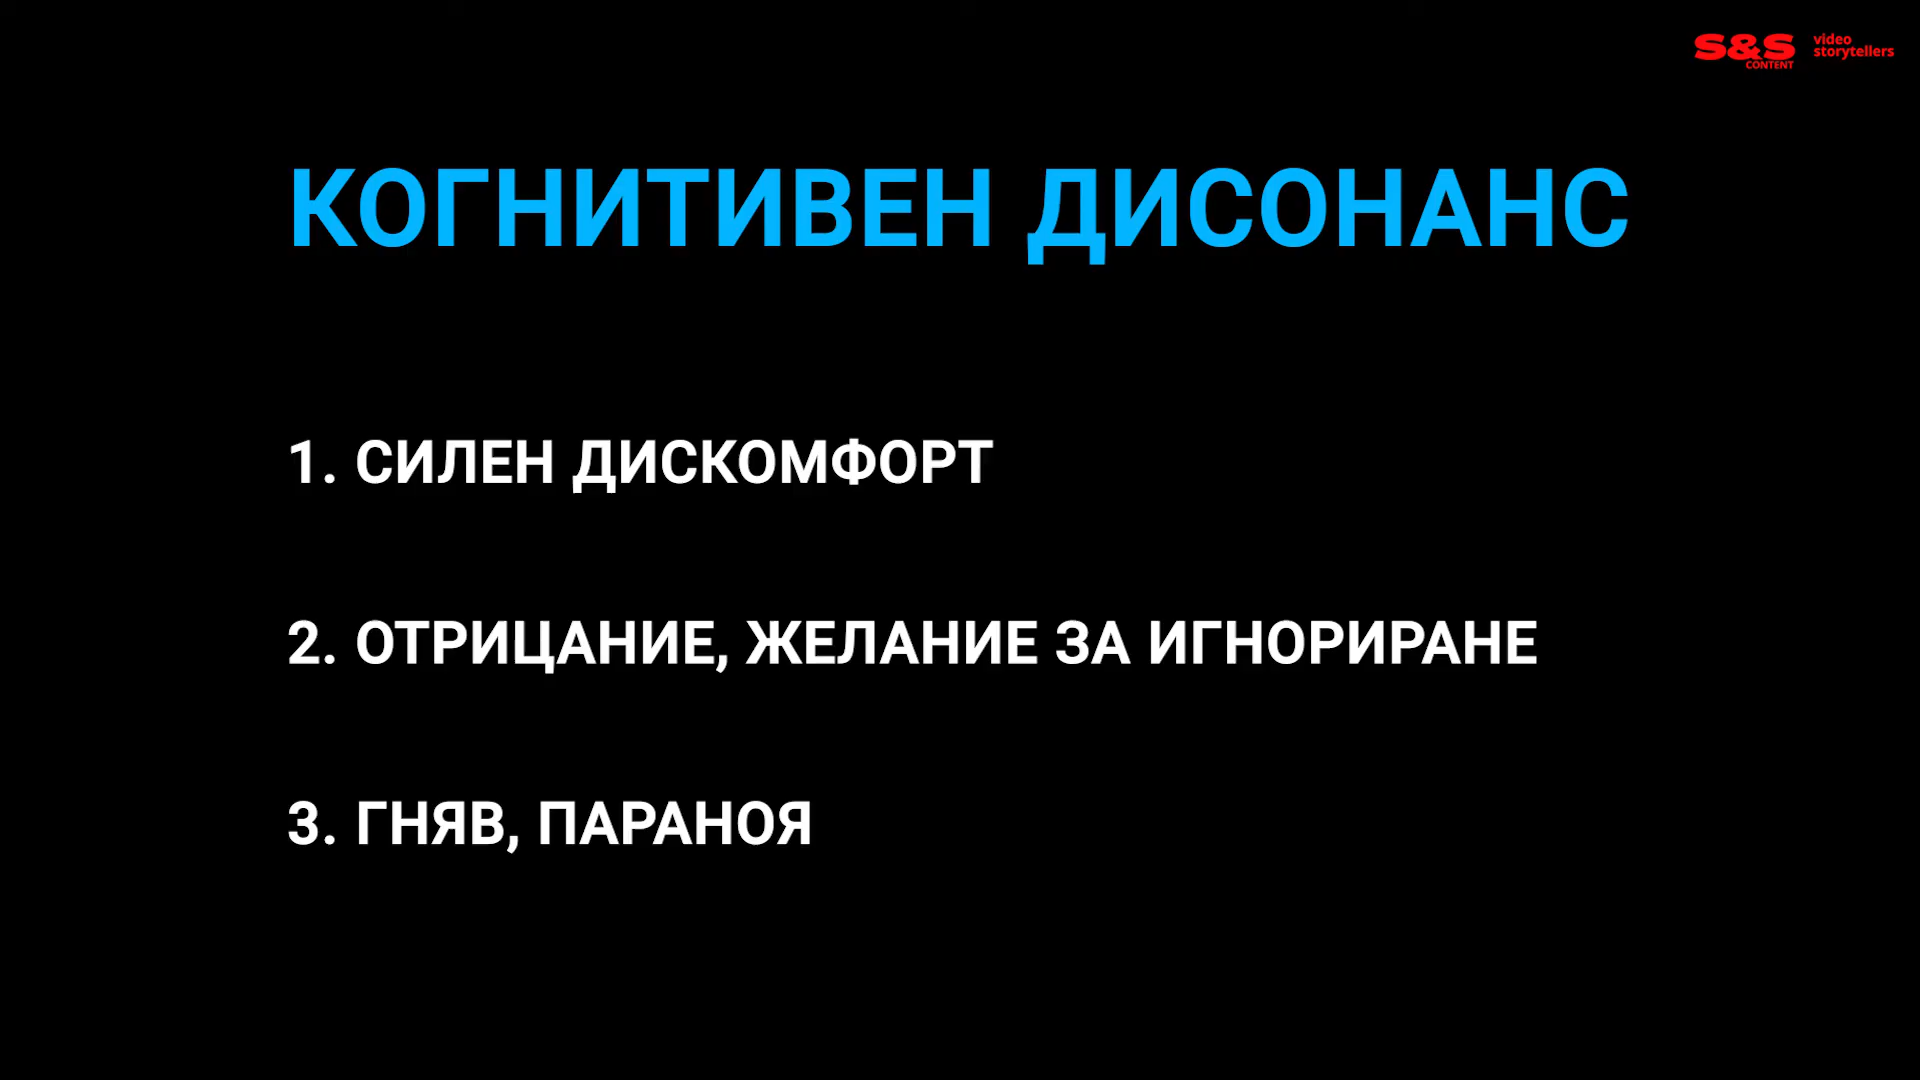 S&S CONTENT
video
storytellers
КОГНИТИВЕН ДИСОНАНС
1. СИЛЕН ДИСКОМФОРТ
2. ОТРИЦАНИЕ, ЖЕЛАНИЕ ЗА ИГНОРИРАНЕ
3. ГНЯВ, ПАРАНОЯ